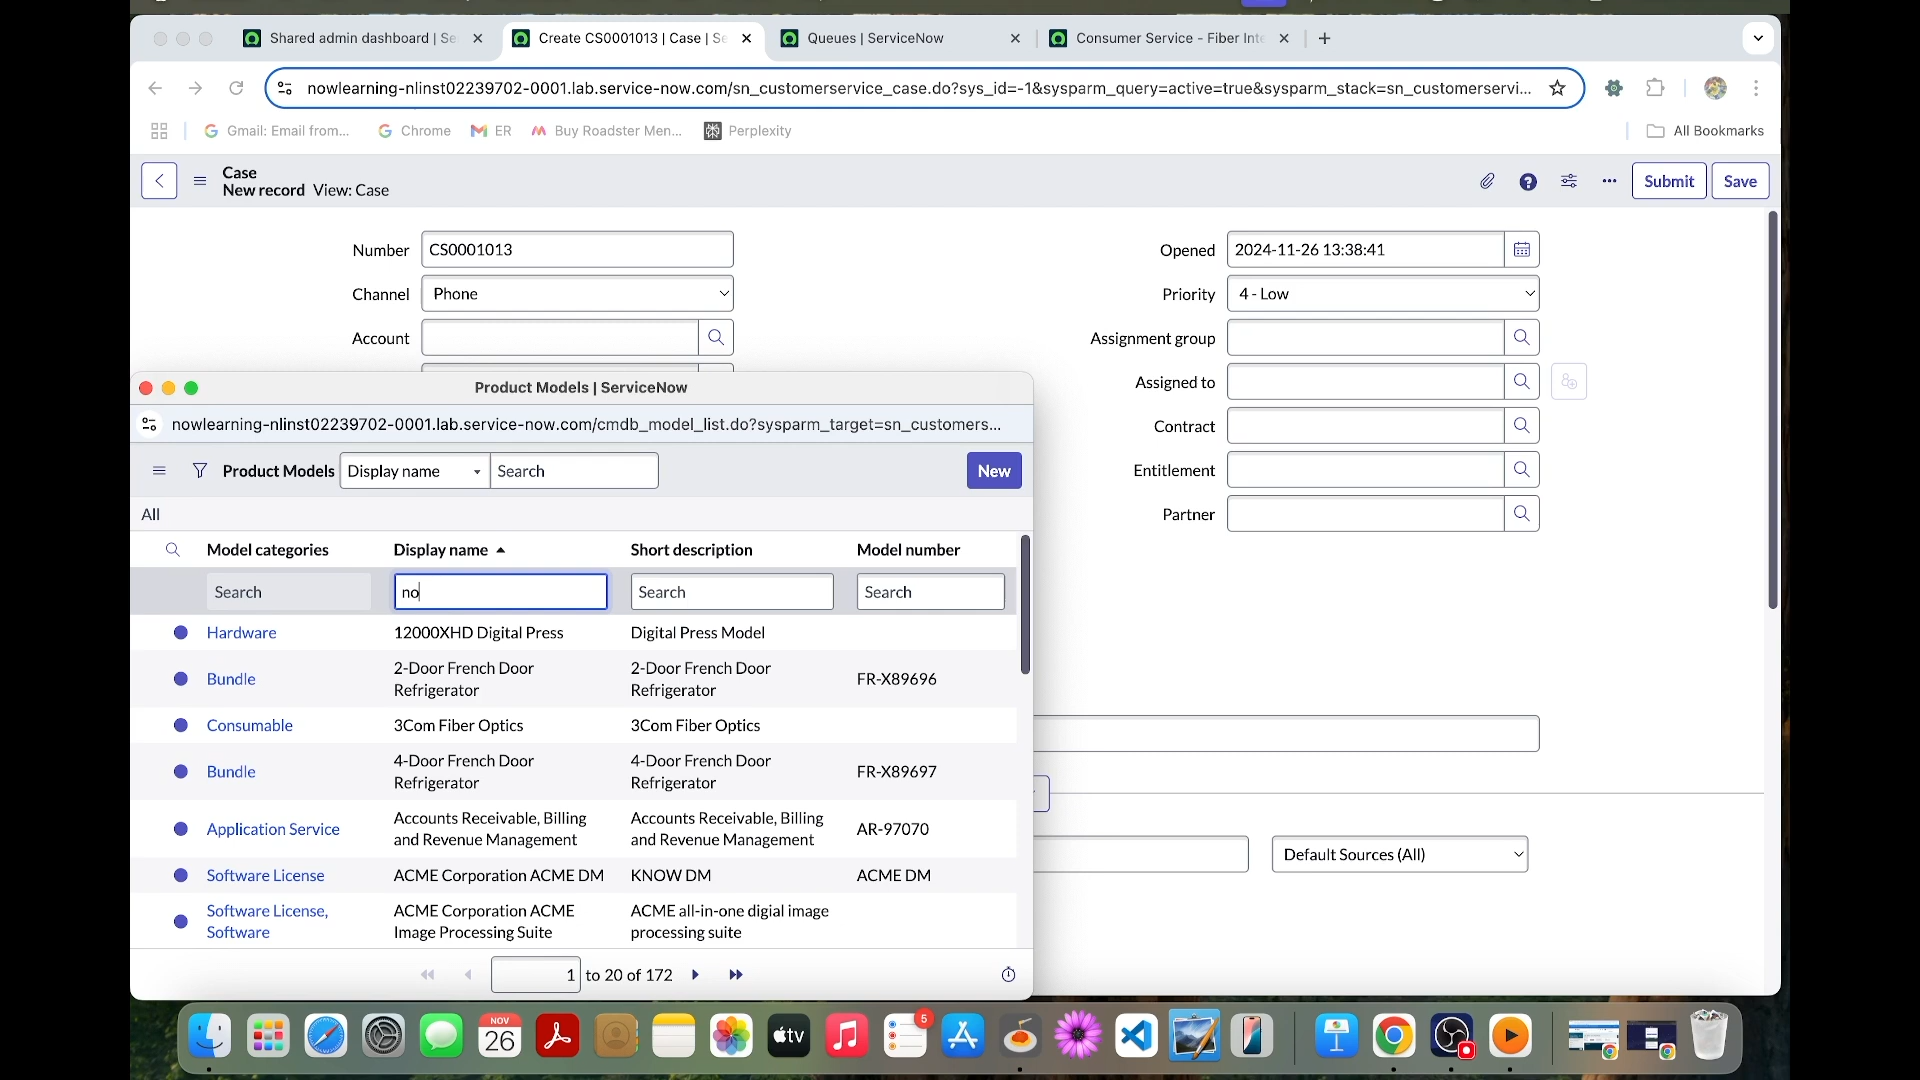 Shared admin dashboard | Se
Create CS0001013 | Case | Se
Queues | ServiceNow
Consumer Service - Fiber Inte
nowlearning-nlinst02239702-0001.lab.service-now.com/sn_customerservice_case.do?sys_id=-1&sysparm_query=active=true&sysparm_stack=sn_customerservi...
Gmail: Email from...
Chrome
ER
Buy Roadster Men...
Perplexity
All Bookmarks
Case
New record View: Case
Submit
Save
Number
CS0001013
Opened
2024-11-26 13:38:41
Channel
Phone
Priority
4 - Low
Account
Assignment group
Assigned to
Contract
Entitlement
Partner
Default Sources (All)
Product Models | ServiceNow
nowlearning-nlinst02239702-0001.lab.service-now.com/cmdb_model_list.do?sysparm_target=sn_customers...
Product Models
Display name
Search
New
All
Model categories
Display name
Short description
Model number
Search
no
Search
Search
Hardware
12000XHD Digital Press
Digital Press Model
Bundle
2-Door French Door
Refrigerator
2-Door French Door
Refrigerator
FR-X89696
Consumable
3Com Fiber Optics
3Com Fiber Optics
Bundle
4-Door French Door
Refrigerator
4-Door French Door
Refrigerator
FR-X89697
Application Service
Accounts Receivable, Billing
and Revenue Management
Accounts Receivable, Billing
and Revenue Management
AR-97070
Software License
ACME Corporation ACME DM
KNOW DM
ACME DM
Software License,
Software
ACME Corporation ACME
Image Processing Suite
ACME all-in-one digial image
processing suite
1 to 20 of 172
NOV
26
tv
5